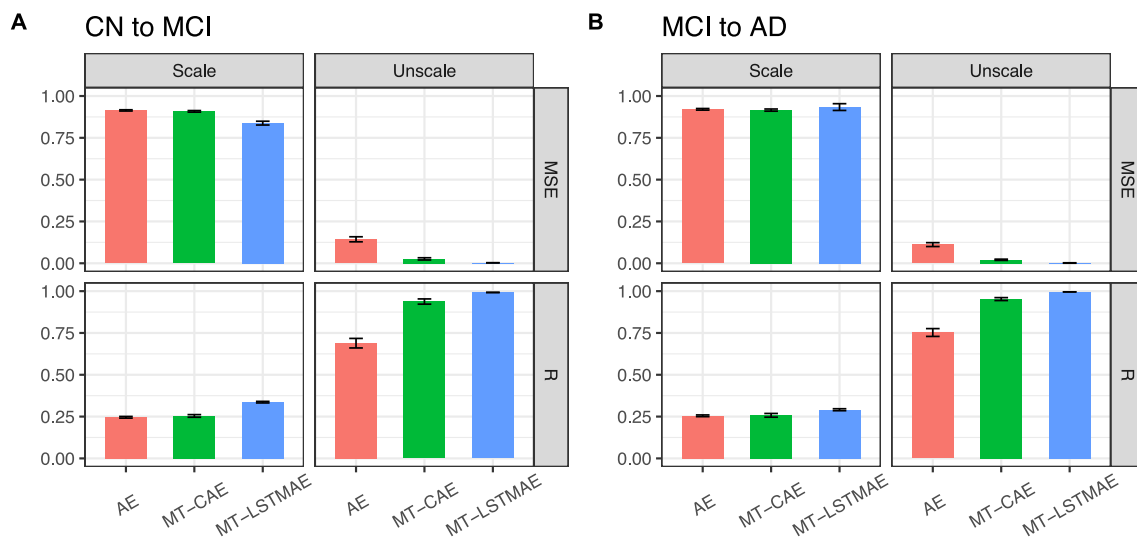 A
CN to MCI
Scale
Unscale
1.00
0.75
0.50
0.25
0.00
MSE
1.00
0.75
0.50
0.25
0.00
R
AE
MT-CAE
MT-LSTMAE
AE
MT-CAE
MT-LSTMAE
B
MCI to AD
Scale
Unscale
1.00
0.75
0.50
0.25
0.00
MSE
1.00
0.75
0.50
0.25
0.00
R
AE
MT-CAE
MT-LSTMAE
AE
MT-CAE
MT-LSTMAE